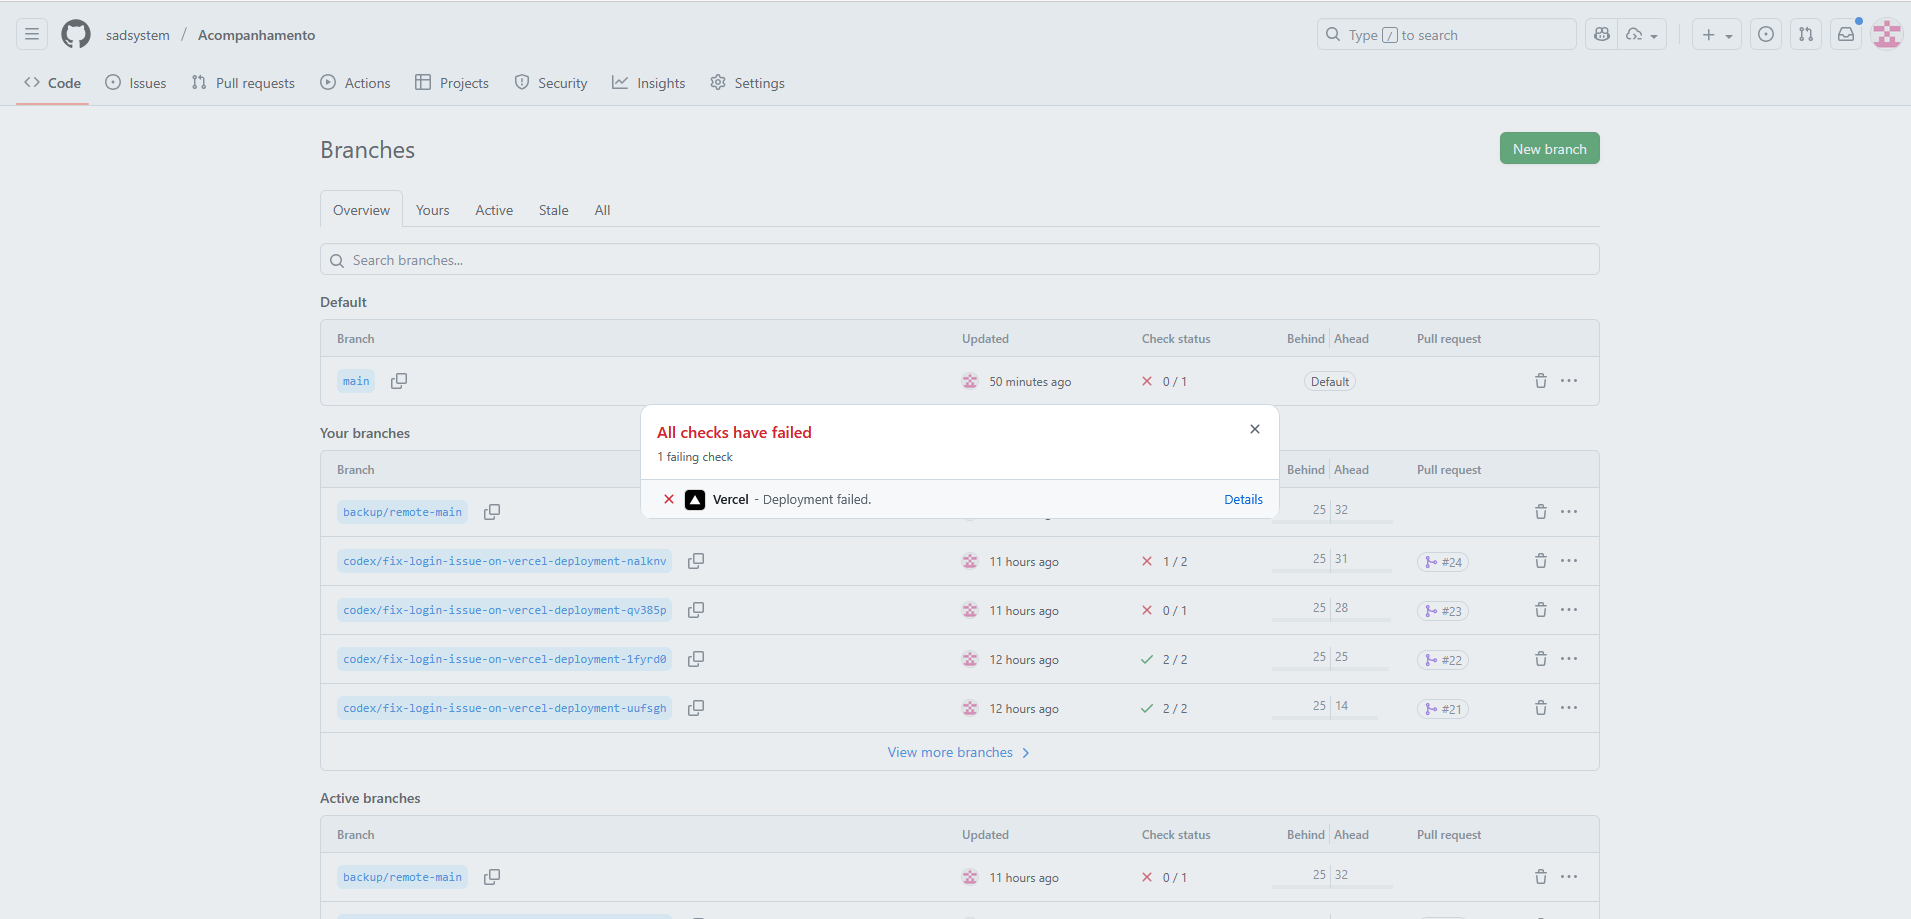 sadsystem / Acompanhamento
Type / to search
Code Issues Pull requests Actions Projects Security Insights Settings
Branches
New branch
Overview Yours Active Stale All
Search branches...
Default
Branch Updated Check status Behind Ahead Pull request
main 50 minutes ago 0 / 1 Default
All checks have failed
1 failing check
Vercel - Deployment failed. Details
Your branches
Branch Behind Ahead Pull request
backup/remote-main 25 32
codex/fix-login-issue-on-vercel-deployment-nalknv 11 hours ago 1 / 2 25 31 #24
codex/fix-login-issue-on-vercel-deployment-qv385p 11 hours ago 0 / 1 25 28 #23
codex/fix-login-issue-on-vercel-deployment-1fyrd0 12 hours ago 2 / 2 25 25 #22
codex/fix-login-issue-on-vercel-deployment-uufsgh 12 hours ago 2 / 2 25 14 #21
View more branches
Active branches
Branch Updated Check status Behind Ahead Pull request
backup/remote-main 11 hours ago 0 / 1 25 32